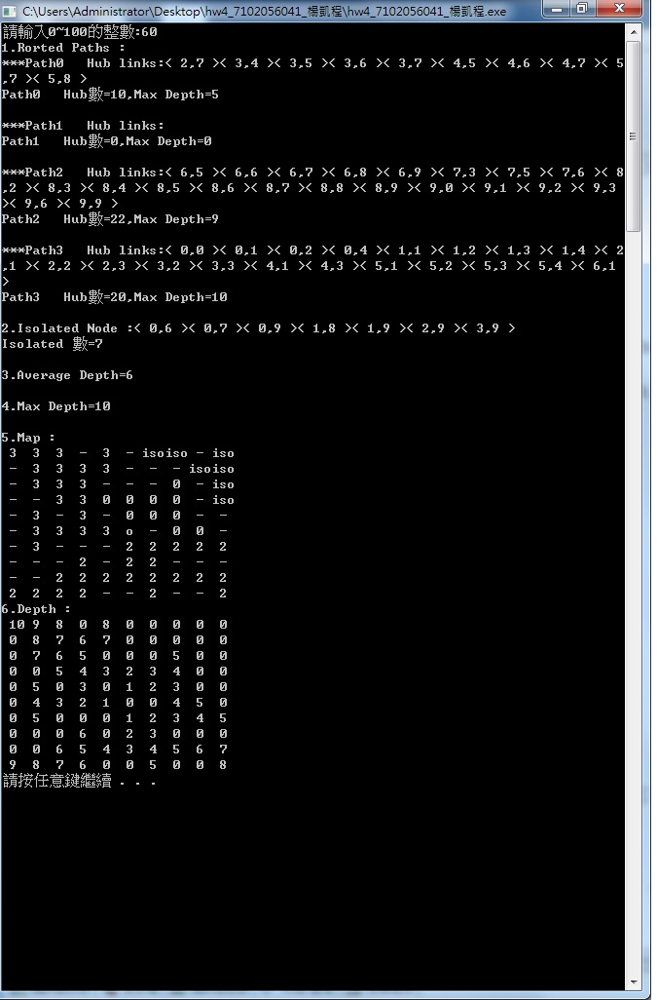 C:\Users\Administrator\Desktop\hw4_7102056041_楊凱程\hw4_7102056041_楊凱程.exe
請輸入0~100的整數:60
1.Rorted Paths :
***Path0   Hub links:< 2,7 >< 3,4 >< 3,5 >< 3,6 >< 3,7 >< 4,5 >< 4,6 >< 4,7 >< 5
,7 >< 5,8 >
Path0   Hub數=10,Max Depth=5
***Path1   Hub links:
Path1   Hub數=0,Max Depth=0
***Path2   Hub links:< 6,5 >< 6,6 >< 6,7 >< 6,8 >< 6,9 >< 7,3 >< 7,5 >< 7,6 >< 8
,2 >< 8,3 >< 8,4 >< 8,5 >< 8,6 >< 8,7 >< 8,8 >< 8,9 >< 9,0 >< 9,1 >< 9,2 >< 9,3
>< 9,6 >< 9,9 >
Path2   Hub數=22,Max Depth=9
***Path3   Hub links:< 0,0 >< 0,1 >< 0,2 >< 0,4 >< 1,1 >< 1,2 >< 1,3 >< 1,4 >< 2
,1 >< 2,2 >< 2,3 >< 3,2 >< 3,3 >< 4,1 >< 4,3 >< 5,1 >< 5,2 >< 5,3 >< 5,4 >< 6,1
>
Path3   Hub數=20,Max Depth=10
2.Isolated Node :< 0,6 >< 0,7 >< 0,9 >< 1,8 >< 1,9 >< 2,9 >< 3,9 >
Isolated 數=7
3.Average Depth=6
4.Max Depth=10
5.Map :
3  3  3  -  3  - isoiso - iso
-  3  3  3  3  -  -  - isoiso
-  3  3  3  -  -  -  0  - iso
-  -  3  3  0  0  0  0  - iso
-  3  -  3  -  0  0  0  -  -
-  3  3  3  3  o  -  0  0  -
-  3  -  -  -  2  2  2  2  2
-  -  -  2  -  2  2  -  -  -
-  -  2  2  2  2  2  2  2  2
2  2  2  2  -  -  2  -  -  2
6.Depth :
10 9  8  0  8  0  0  0  0  0
0  8  7  6  7  0  0  0  0  0
0  7  6  5  0  0  0  5  0  0
0  0  5  4  3  2  3  4  0  0
0  5  0  3  0  1  2  3  0  0
0  4  3  2  1  0  0  4  5  0
0  5  0  0  0  1  2  3  4  5
0  0  0  6  0  2  3  0  0  0
0  0  6  5  4  3  4  5  6  7
9  8  7  6  0  0  5  0  0  8
請按任意鍵繼續 . . .